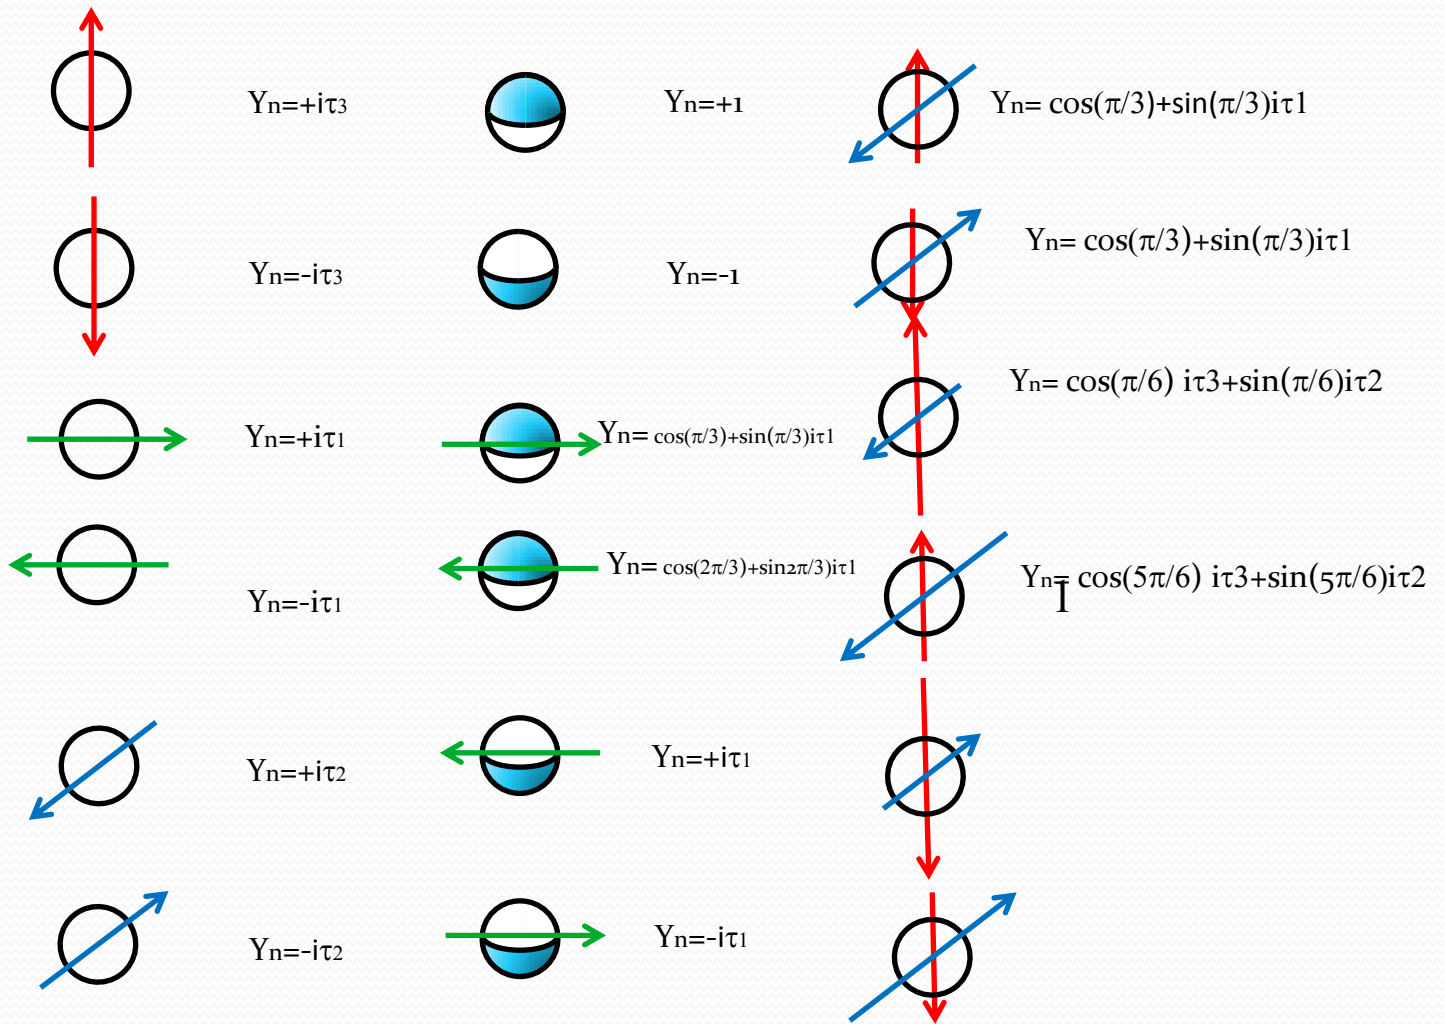 Yn=+iτ3
Yn=-iτ3
Yn=+iτ1
Yn=-iτ1
Yn=+iτ2
Yn=-iτ2
Yn=+1
Yn=-1
Yn= cos(π/3)+sin(π/3)iτ1
Yn= cos(2π/3)+sin2π/3)iτ1
Yn=+iτ1
Yn=-iτ1
Yn= cos(π/3)+sin(π/3)iτ1
Yn= cos(π/3)+sin(π/3)iτ1
Yn= cos(π/6) iτ3+sin(π/6)iτ2
Yn= cos(5π/6) iτ3+sin(5π/6)iτ2